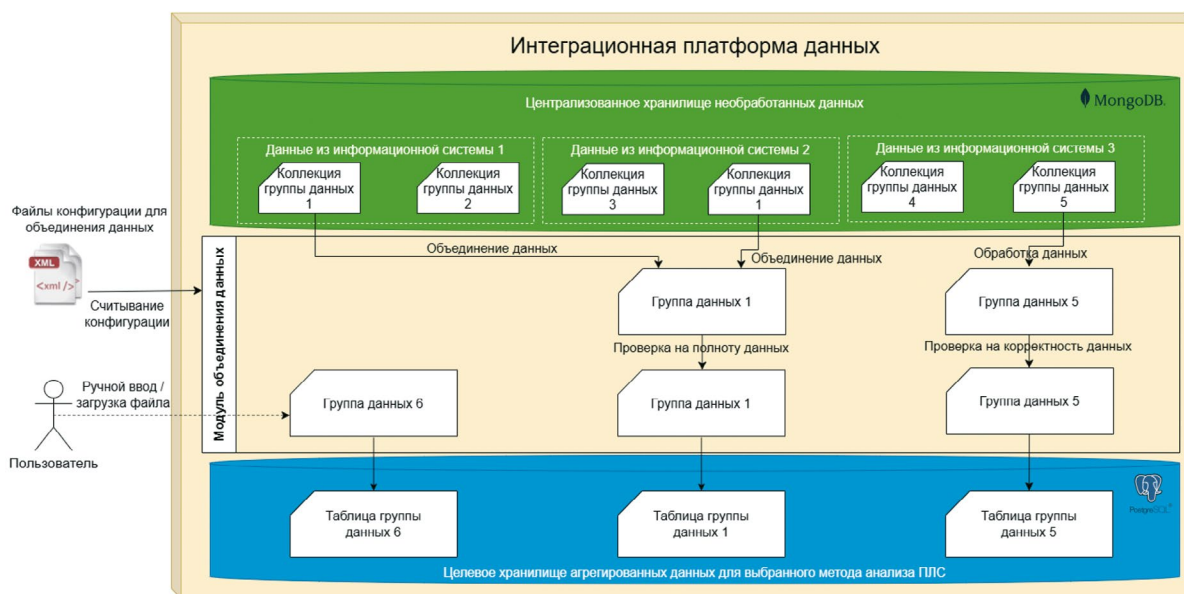 Интеграционная платформа данных
Централизованное хранилище необработанных данных
MongoDB.
Данные из информационной системы 1
Данные из информационной системы 2
Данные из информационной системы 3
Коллекция
группы данных
1
Коллекция
группы данных
2
Коллекция
группы данных
3
Коллекция
группы данных
1
Коллекция
группы данных
4
Коллекция
группы данных
5
Файлы конфигурации для
объединения данных
XML
<xml />
Считывание
конфигурации
Модуль объединения данных
Объединение данных
Объединение данных
Обработка данных
Группа данных 1
Группа данных 5
Проверка на полноту данных
Проверка на корректность данных
Ручной ввод /
загрузка файла
Пользователь
Группа данных 6
Группа данных 1
Группа данных 5
PostgreSQL
Таблица группы
данных 6
Таблица группы
данных 1
Таблица группы
данных 5
Целевое хранилище агрегированных данных для выбранного метода анализа ПЛС